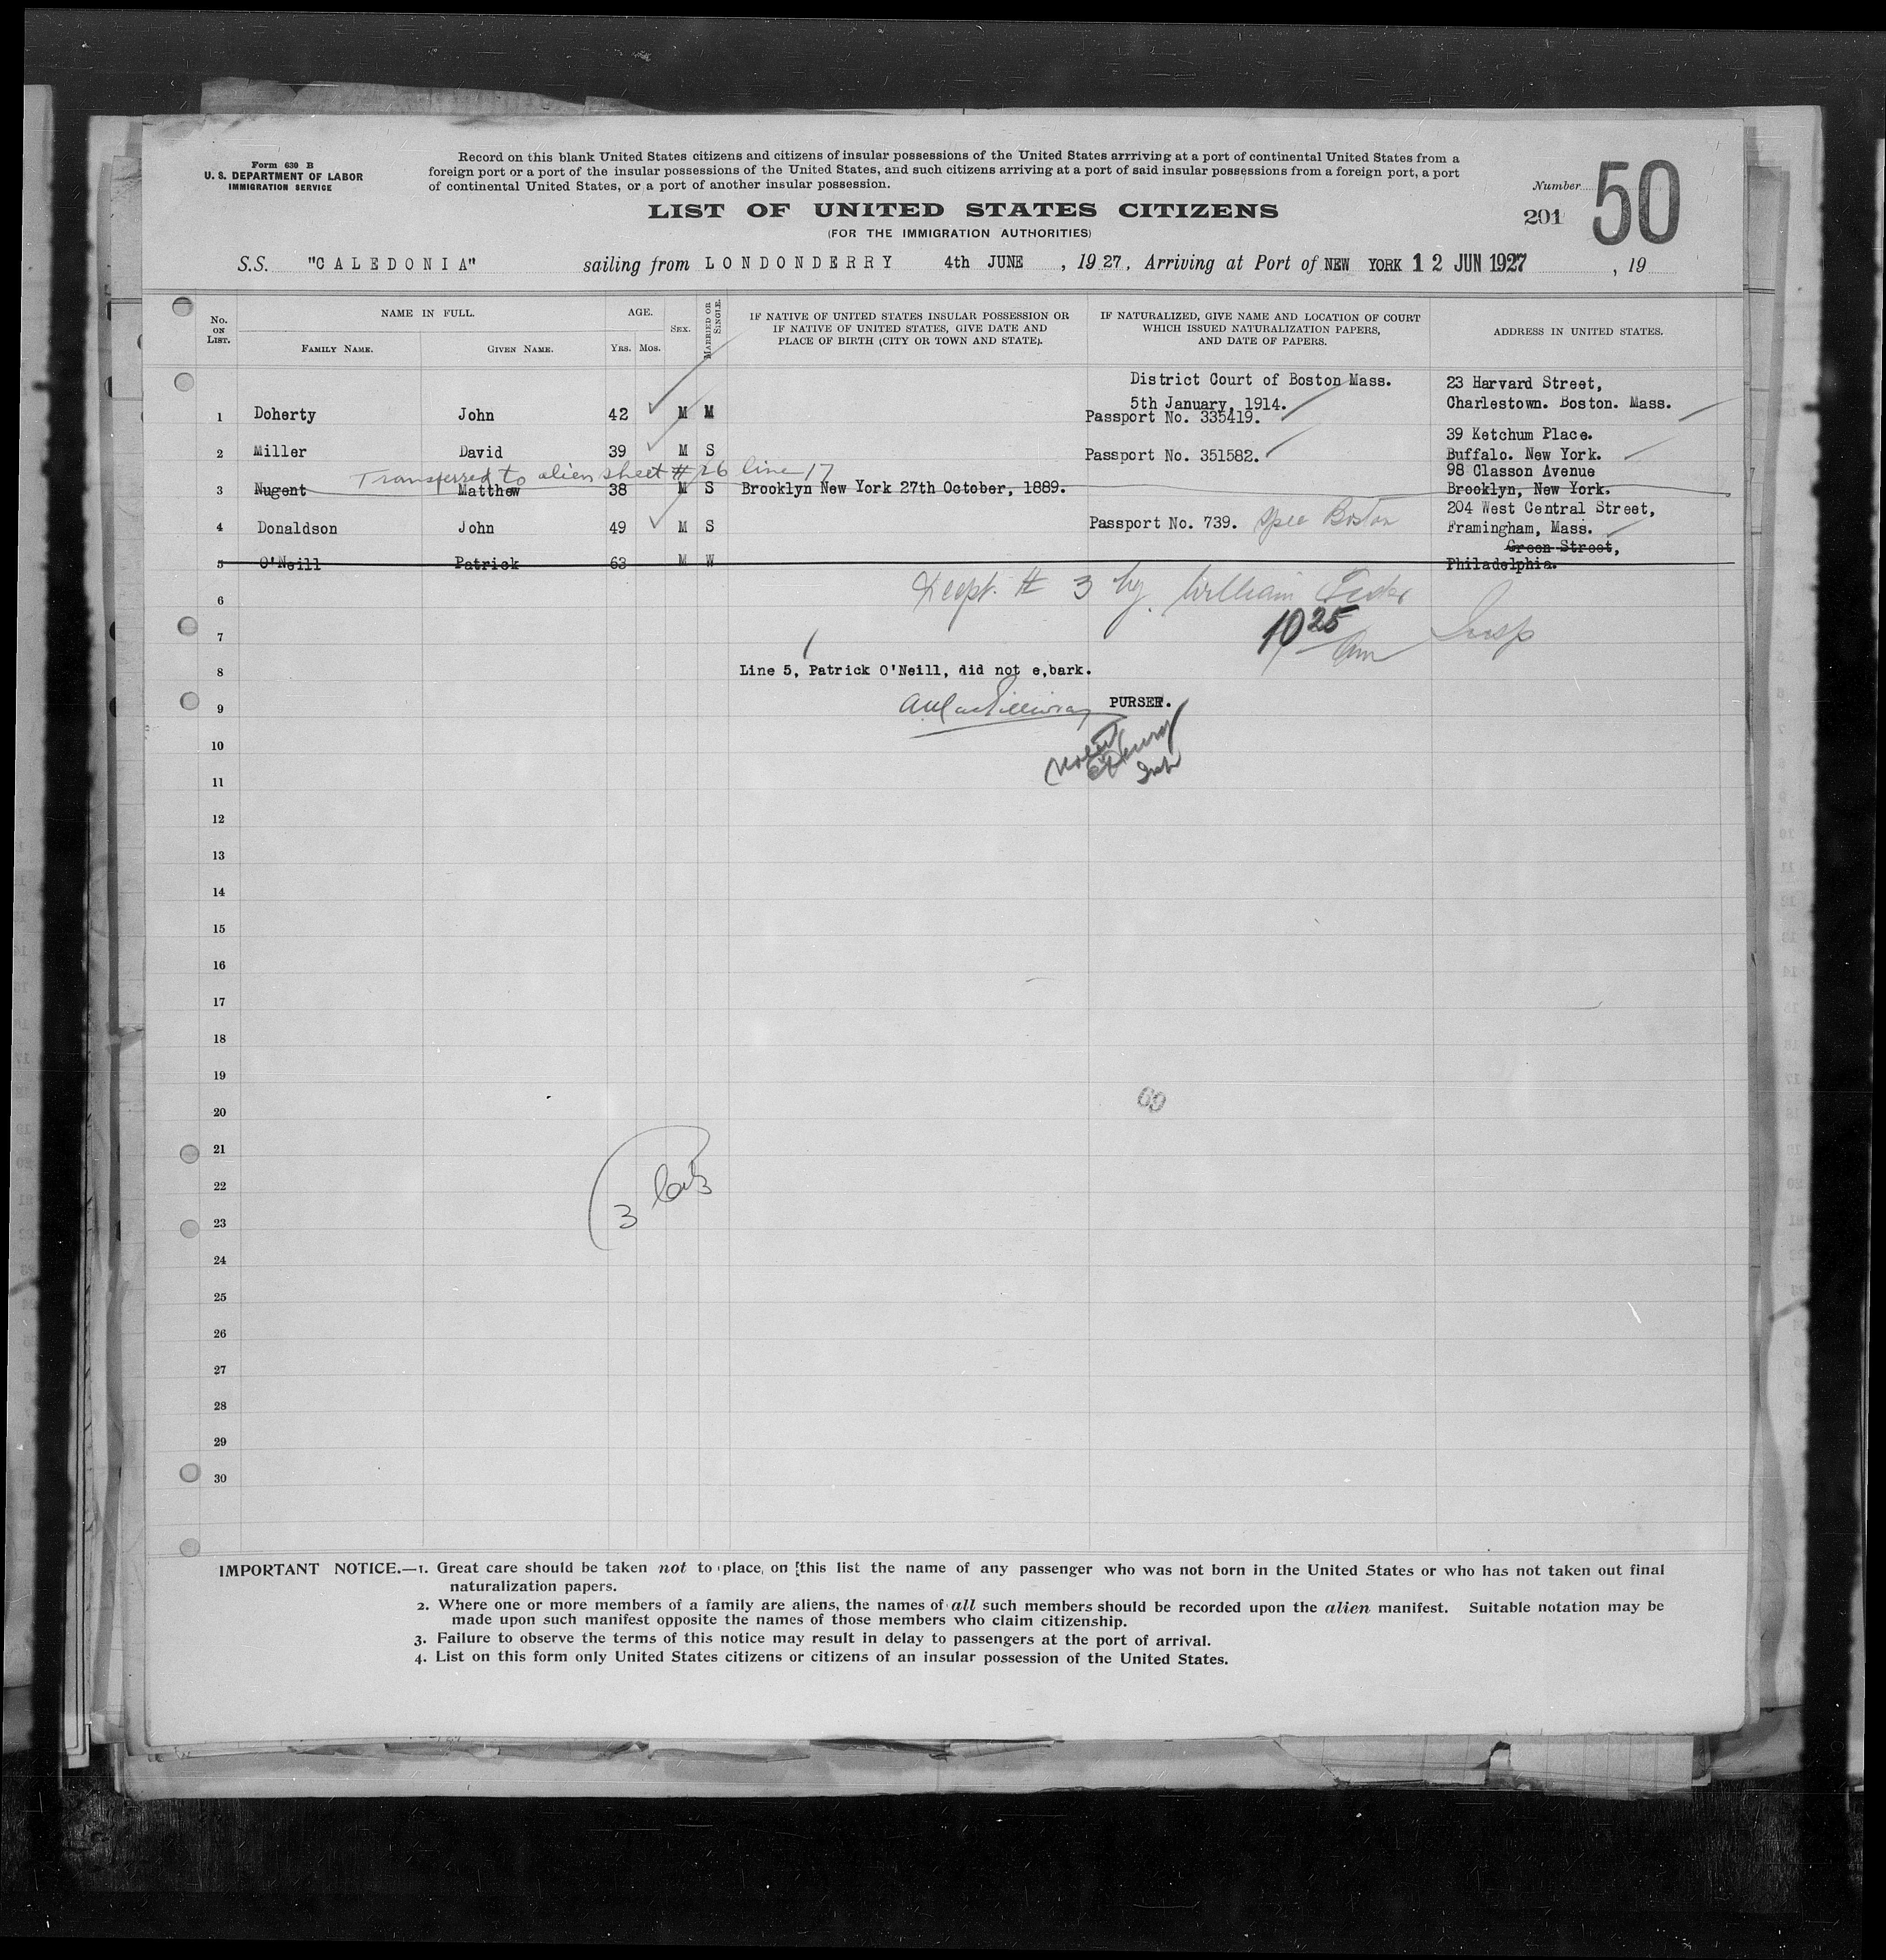 Form 630 B
U. S. DEPARTMENT OF LABOR
IMMIGRATION SERVICE
Record on this blank United States citizens and citizens of insular possessions of the United States arrriving at a port of continental United States from a
foreign port or a port of the insular possessions of the United States, and such citizens arriving at a port of said insular possessions from a foreign port, a port
of continental United States, or a port of another insular possession.
Number 50
LIST OF UNITED STATES CITIZENS
201
(FOR THE IMMIGRATION AUTHORITIES)
S.S. "CALEDONIA" sailing from LONDONDERRY 4th JUNE , 1927, Arriving at Port of NEW YORK 12 JUN 1927 , 19
No. ON LIST. NAME IN FULL. FAMILY NAME. GIVEN NAME. AGE. YRS. MOS. SEX. MARRIED OR SINGLE. IF NATIVE OF UNITED STATES INSULAR POSSESSION OR IF NATIVE OF UNITED STATES, GIVE DATE AND PLACE OF BIRTH (CITY OR TOWN AND STATE). IF NATURALIZED, GIVE NAME AND LOCATION OF COURT WHICH ISSUED NATURALIZATION PAPERS, AND DATE OF PAPERS. ADDRESS IN UNITED STATES.
District Court of Boston Mass. 23 Harvard Street,
5th January, 1914. Charlestown. Boston. Mass.
1 Doherty John 42 M M Passport No. 335419.
39 Ketchum Place.
2 Miller David 39 M S Passport No. 351582. Buffalo. New York.
Transferred to alien sheet # 26 line 17 98 Classon Avenue
3 Nugent Matthew 38 M S Brooklyn New York 27th October, 1889. Brooklyn, New York.
204 West Central Street,
4 Donaldson John 49 M S Passport No. 739. Spec Boston Framingham, Mass.
Green Street,
5 O'Neill Patrick 63 M W Philadelphia.
6 # 3 by William
7 10 25 am Insp
8 Line 5, Patrick O'Neill, did not e,bark.
9 PURSER.
10
11
12
13
14
15
16
17
18
19
20 69
21
22
23 3
24
25
26
27
28
29
30
IMPORTANT NOTICE.—1. Great care should be taken not to place on this list the name of any passenger who was not born in the United States or who has not taken out final
naturalization papers.
2. Where one or more members of a family are aliens, the names of all such members should be recorded upon the alien manifest. Suitable notation may be
made upon such manifest opposite the names of those members who claim citizenship.
3. Failure to observe the terms of this notice may result in delay to passengers at the port of arrival.
4. List on this form only United States citizens or citizens of an insular possession of the United States.